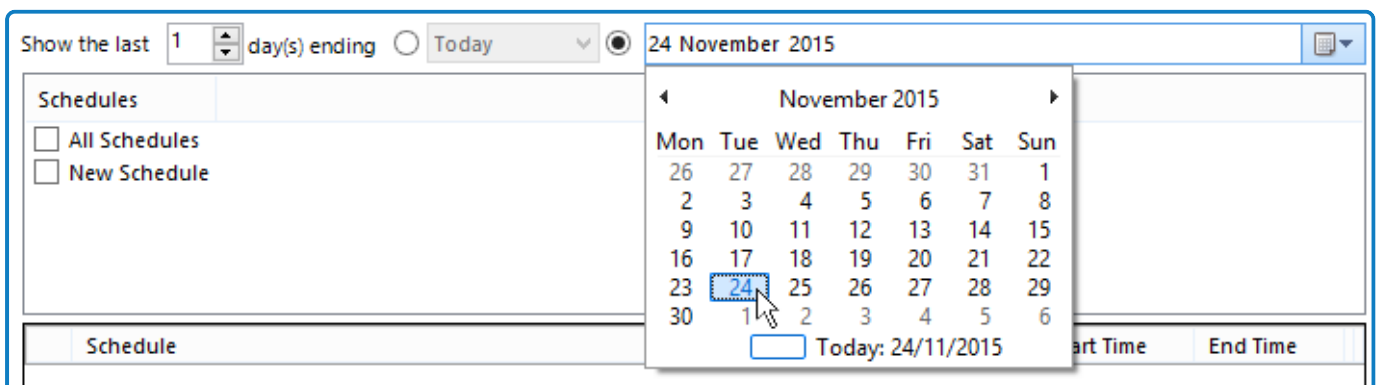 Show the last 1 day(s) ending Today 24 November 2015
Schedules
All Schedules
New Schedule
November 2015
Mon Tue Wed Thu Fri Sat Sun
26 27 28 29 30 31 1
2 3 4 5 6 7 8
9 10 11 12 13 14 15
16 17 18 19 20 21 22
23 24 25 26 27 28 29
30 1 2 3 4 5 6
Today: 24/11/2015
Schedule art Time End Time